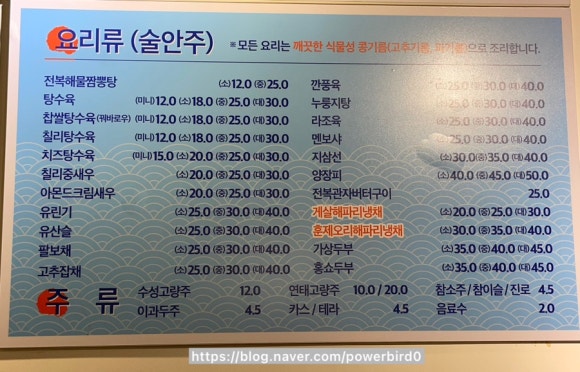 요리류 (술안주) ※ 모든 요리는 깨끗한 식물성 콩기름(고추기름, 파기름)으로 조리합니다.
전복해물짬뽕탕 (소)12.0 (중)25.0
탕수육 (미니)12.0 (소)18.0 (중)25.0 (대)30.0
찹쌀탕수육(꿔바로우) (미니)12.0 (소)18.0 (중)25.0 (대)30.0
칠리탕수육 (미니)12.0 (소)18.0 (중)25.0 (대)30.0
치즈탕수육 (미니)15.0 (소)20.0 (중)25.0 (대)30.0
칠리중새우 (소)20.0 (중)25.0 (대)30.0
아몬드크림새우 (소)20.0 (중)25.0 (대)30.0
유린기 (소)25.0 (중)30.0 (대)40.0
유산슬 (소)25.0 (중)30.0 (대)40.0
팔보채 (소)25.0 (중)30.0 (대)40.0
고추잡채 (소)25.0 (중)30.0 (대)40.0
깐풍육 (소)25.0 (중)30.0 (대)40.0
누룽지탕 (소)25.0 (중)30.0 (대)40.0
라조육 (소)25.0 (중)30.0 (대)40.0
멘보샤 (소)25.0 (중)30.0 (대)40.0
지삼선 (소)30.0 (중)35.0 (대)40.0
양장피 (소)40.0 (중)45.0 (대)50.0
전복관자버터구이 25.0
게살해파리냉채 (소)20.0 (중)25.0 (대)30.0
훈제오리해파리냉채 (소)30.0 (중)35.0 (대)40.0
가상두부 (소)35.0 (중)40.0 (대)45.0
홍쇼두부 (소)35.0 (중)40.0 (대)45.0
주 류
수성고량주 12.0 연태고량주 10.0 / 20.0 참소주 / 참이슬 / 진로 4.5
이과두주 4.5 카스 / 테라 4.5 음료수 2.0
https://blog.naver.com/powerbird0